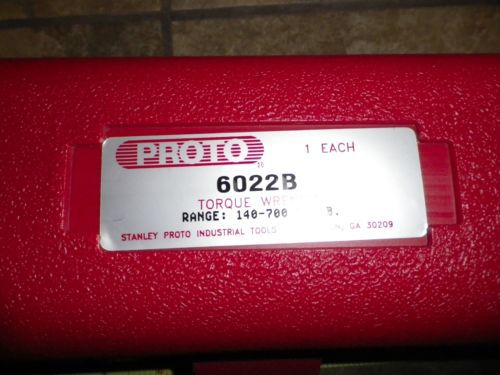 PROTO ® 1 EACH
6022B
TORQUE
RANGE: 140-700 B.
STANLEY PROTO INDUSTRIAL TOOLS N, GA 30209